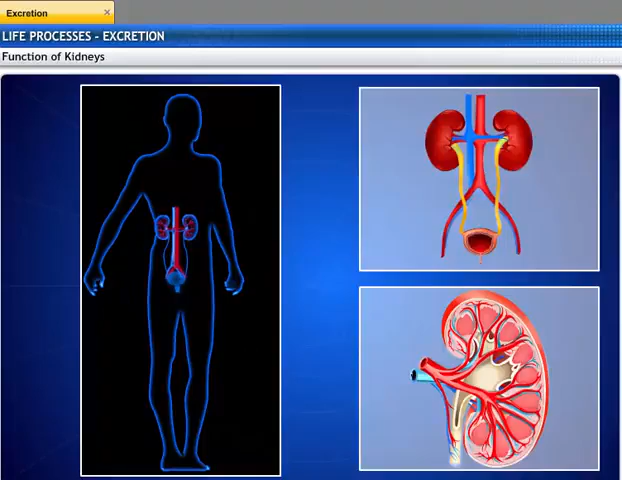 Excretion
LIFE PROCESSES - EXCRETION
Function of Kidneys